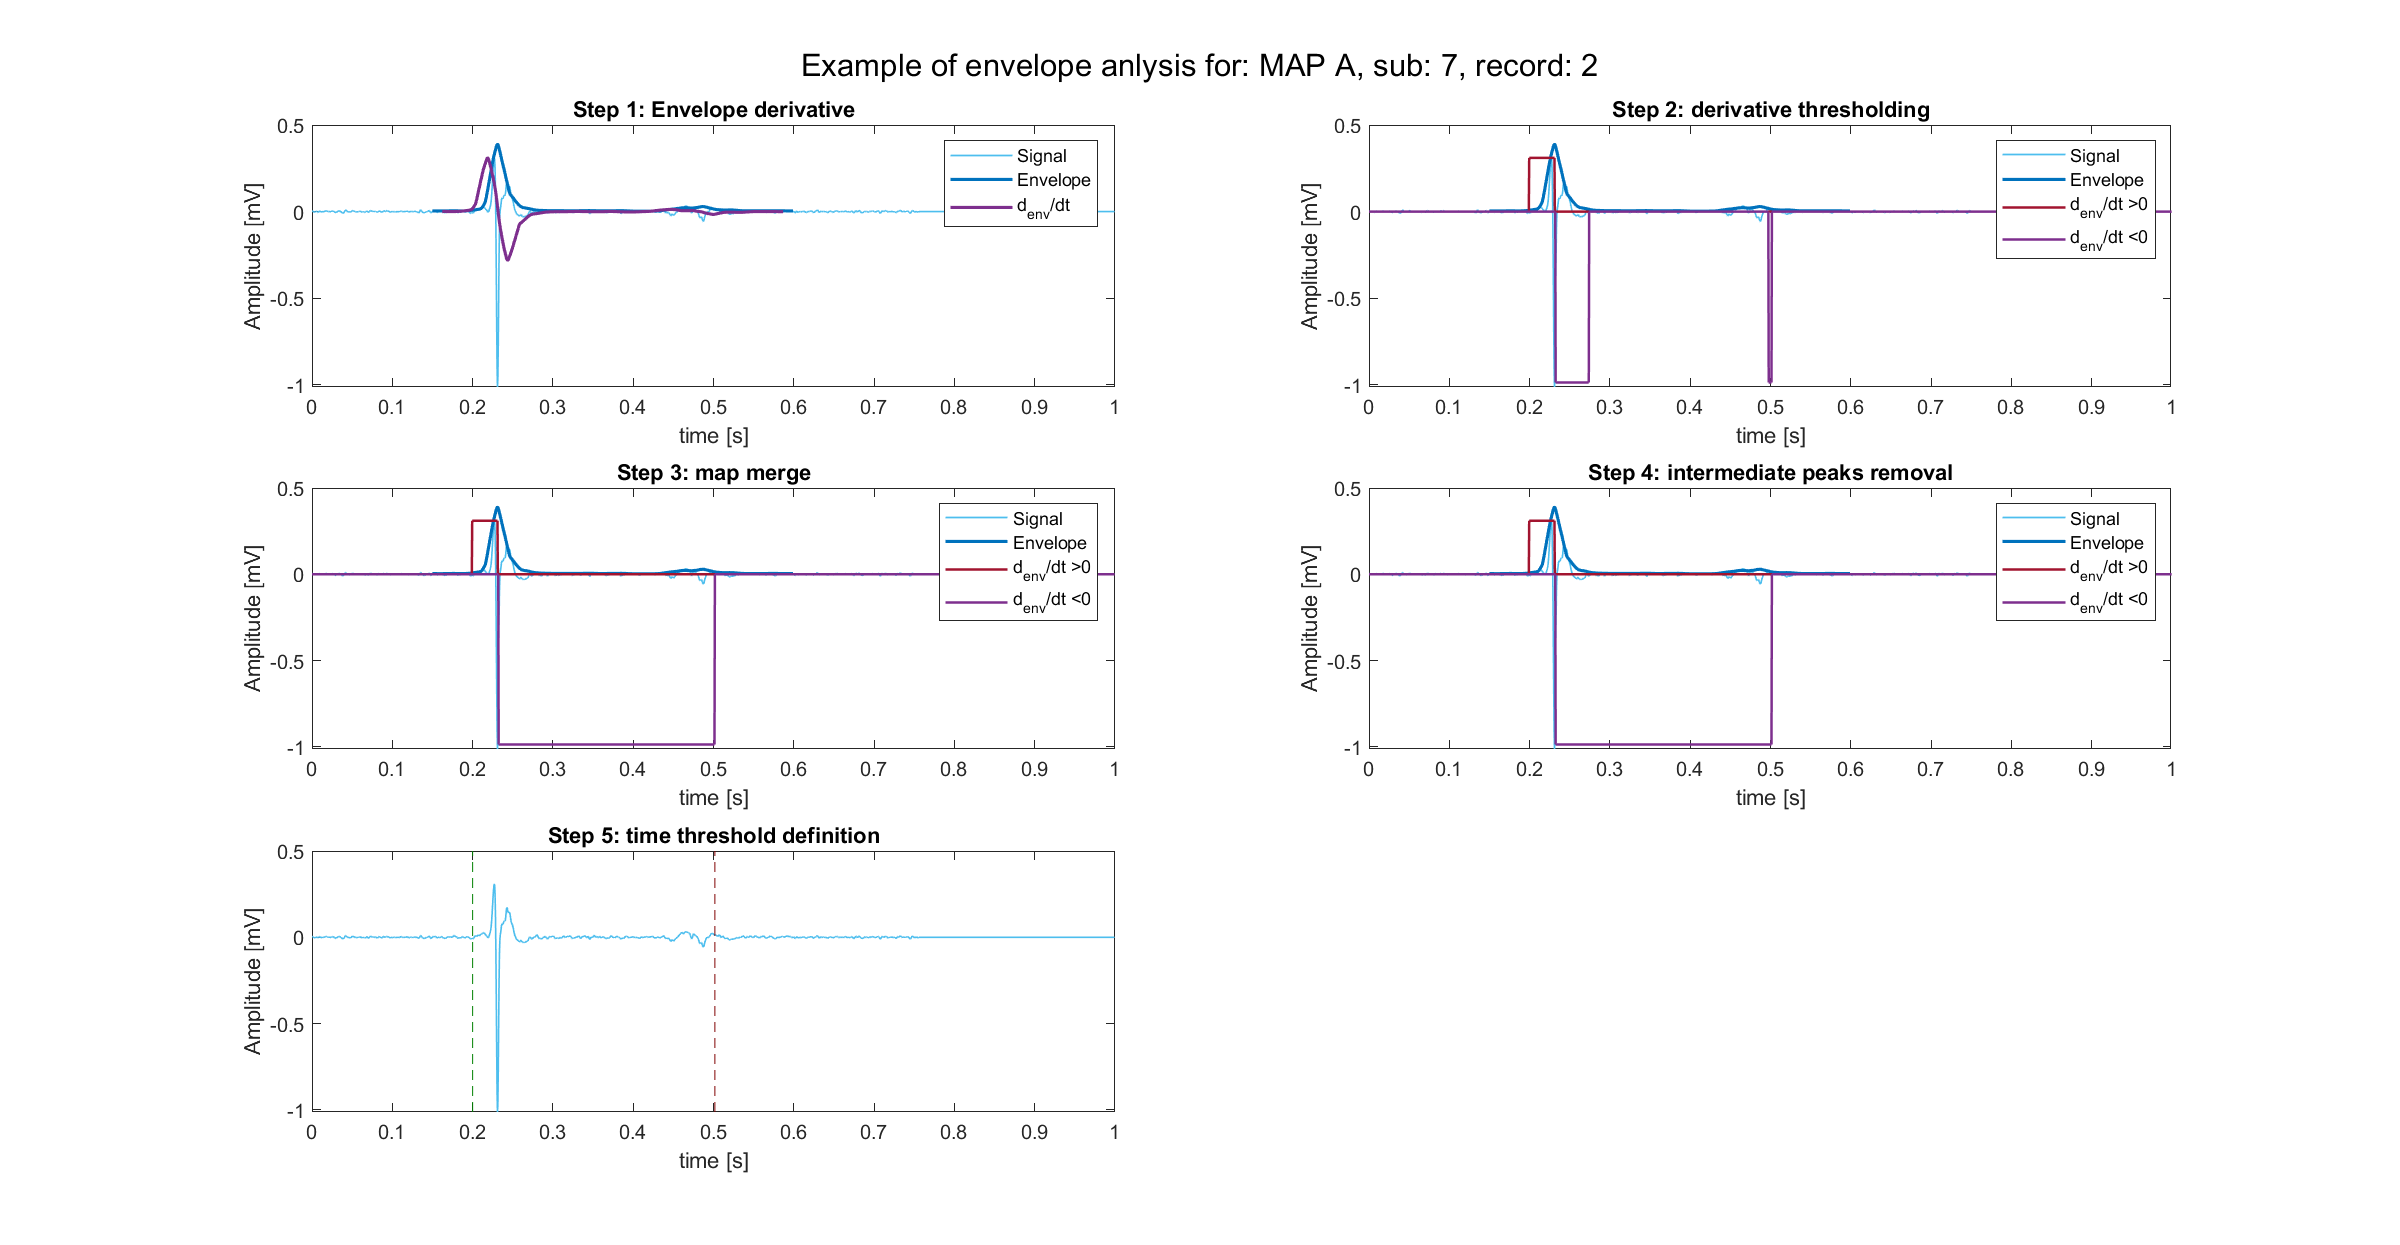 Example of envelope anlysis for: MAP A, sub: 7, record: 2
Step 1: Envelope derivative
0.5
0
-0.5
-1
Amplitude [mV]
Signal
Envelope
d_env/dt
0 0.1 0.2 0.3 0.4 0.5 0.6 0.7 0.8 0.9 1
time [s]
Step 2: derivative thresholding
0.5
0
-0.5
-1
Amplitude [mV]
Signal
Envelope
d_env/dt >0
d_env/dt <0
0 0.1 0.2 0.3 0.4 0.5 0.6 0.7 0.8 0.9 1
time [s]
Step 3: map merge
0.5
0
-0.5
-1
Amplitude [mV]
Signal
Envelope
d_env/dt >0
d_env/dt <0
0 0.1 0.2 0.3 0.4 0.5 0.6 0.7 0.8 0.9 1
time [s]
Step 4: intermediate peaks removal
0.5
0
-0.5
-1
Amplitude [mV]
Signal
Envelope
d_env/dt >0
d_env/dt <0
0 0.1 0.2 0.3 0.4 0.5 0.6 0.7 0.8 0.9 1
time [s]
Step 5: time threshold definition
0.5
0
-0.5
-1
Amplitude [mV]
0 0.1 0.2 0.3 0.4 0.5 0.6 0.7 0.8 0.9 1
time [s]